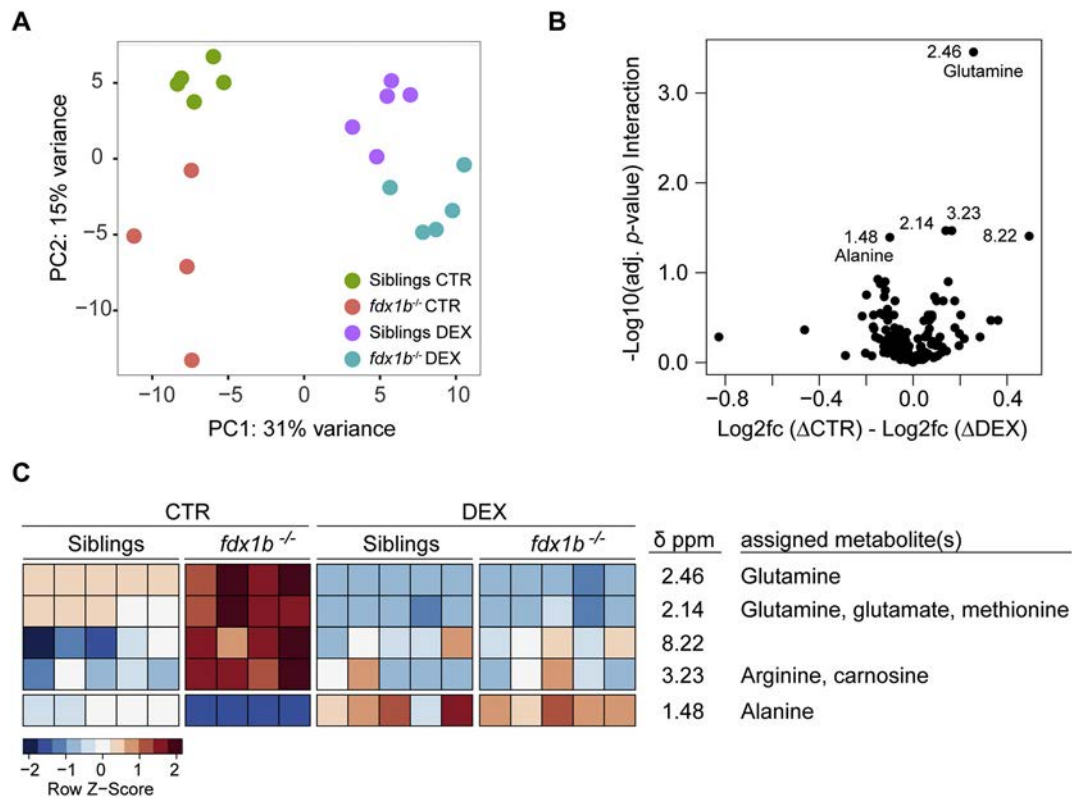 A
PC2: 15% variance
5
0
−5
−10
−10
−5
0
5
10
PC1: 31% variance
Siblings CTR
fdx1b-/- CTR
Siblings DEX
fdx1b-/- DEX
B
-Log10(adj. p-value) Interaction
3.0
2.0
1.0
0.0
2.46
Glutamine
2.14
3.23
1.48
Alanine
8.22
−0.8
−0.4
0.0
0.4
Log2fc (ΔCTR) - Log2fc (ΔDEX)
C
CTR DEX
Siblings fdx1b -/- Siblings fdx1b -/- δ ppm assigned metabolite(s)
2.46 Glutamine
2.14 Glutamine, glutamate, methionine
8.22
3.23 Arginine, carnosine
1.48 Alanine
−2 −1 0 1 2
Row Z−Score